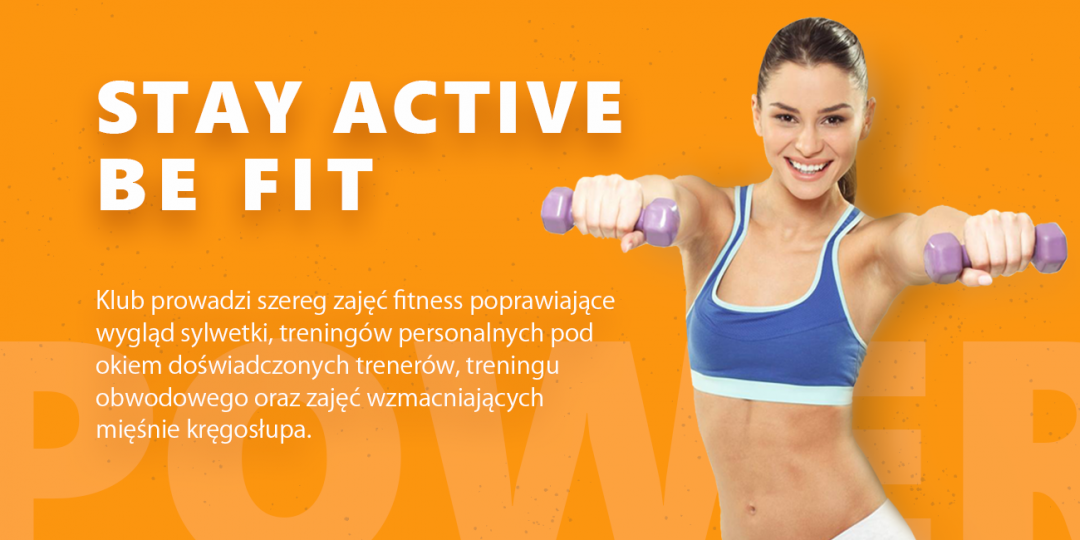 STAY ACTIVE
BE FIT
Klub prowadzi szereg zajęć fitness poprawiające
wygląd sylwetki, treningów personalnych pod
okiem doświadczonych trenerów, treningu
obwodowego oraz zajęć wzmacniających
mięśnie kręgosłupa.
POWER